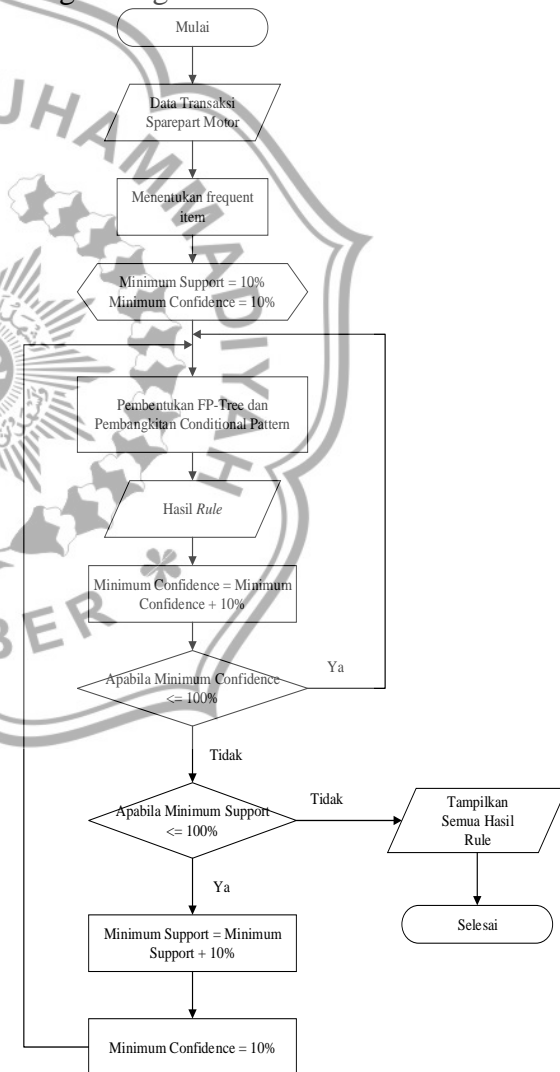 Mulai
Data Transaksi
Sparepart Motor
Menentukan frequent
item
Minimum Support = 10%
Minimum Confidence = 10%
Pembentukan FP-Tree dan
Pembangkitan Conditional Pattern
Hasil Rule
Minimum Confidence = Minimum
Confidence + 10%
Apabila Minimum Confidence
<= 100%
Ya
Tidak
Apabila Minimum Support
<= 100%
Tidak
Tampilkan
Semua Hasil
Rule
Ya
Selesai
Minimum Support = Minimum
Support + 10%
Minimum Confidence = 10%
UHAMMADIYAH
BER